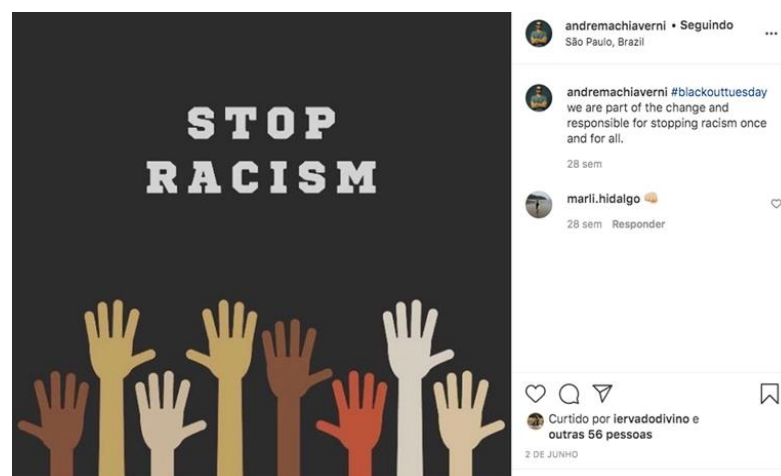 STOP
RACISM
andremachiaverni • Seguindo
São Paulo, Brazil
andremachiaverni #blackouttuesday
we are part of the change and
responsible for stopping racism once
and for all.
28 sem
marli.hidalgo 👊🏻
28 sem Responder
Curtido por iervadodivino e
outras 56 pessoas
2 DE JUNHO